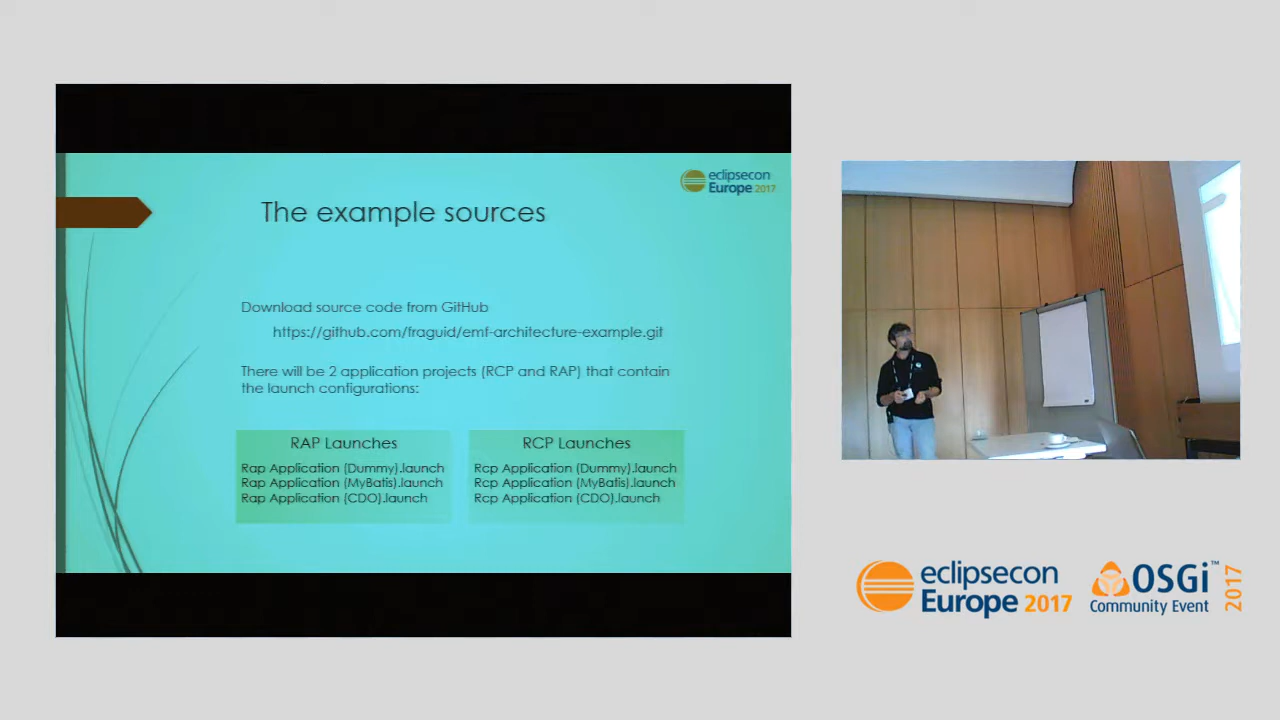 eclipsecon
Europe 2017
The example sources
Download source code from GitHub
https://github.com/fraguid/emf-architecture-example.git
There will be 2 application projects (RCP and RAP) that contain
the launch configurations:
RAP Launches
Rap Application (Dummy).launch
Rap Application (MyBatis).launch
Rap Application (CDO).launch
RCP Launches
Rcp Application (Dummy).launch
Rcp Application (MyBatis).launch
Rcp Application (CDO).launch
eclipsecon
Europe 2017
OSGi™
Community Event
2017